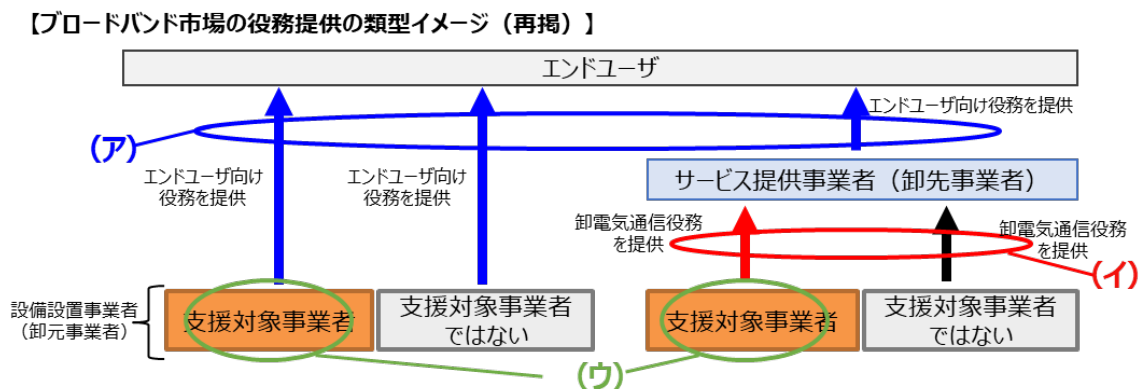 【ブロードバンド市場の役務提供の類型イメージ（再掲）】
エンドユーザ
エンドユーザ向け役務を提供
(ア)
エンドユーザ向け
役務を提供
エンドユーザ向け
役務を提供
サービス提供事業者（卸先事業者）
卸電気通信役務
を提供
卸電気通信役務
を提供
(イ)
設備設置事業者
（卸元事業者）
支援対象事業者
支援対象事業者
ではない
支援対象事業者
支援対象事業者
ではない
(ウ)